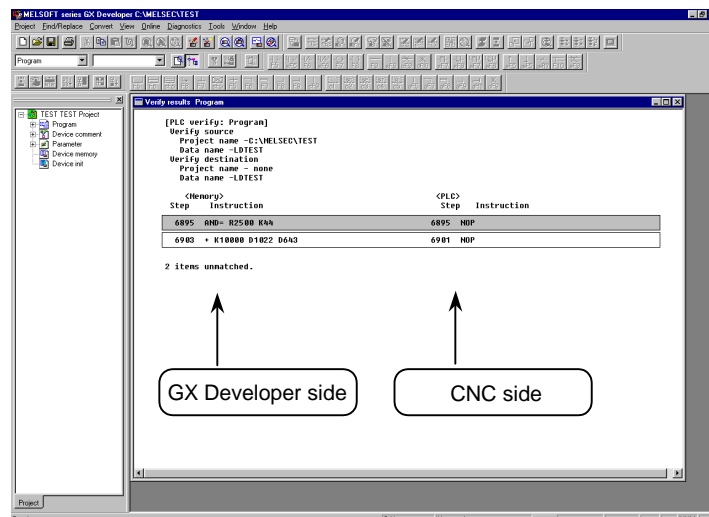 MELSOFT series GX Developer C:\MELSEC\TEST
Project Find/Replace Convert View Online Diagnostics Tools Window Help
Program
TEST TEST Project
Program
Device comment
Parameter
Device memory
Device init
Project
Verify results Program
[PLC verify: Program]
Verify source
Project name -C:\MELSEC\TEST
Data name -LDTEST
Verify destination
Project name - none
Data name -LDTEST
<Memory> <PLC>
Step Instruction Step Instruction
6895 AND= R2500 K44 6895 NOP
6903 + K10000 D1022 D643 6901 NOP
2 items unmatched.
GX Developer side CNC side